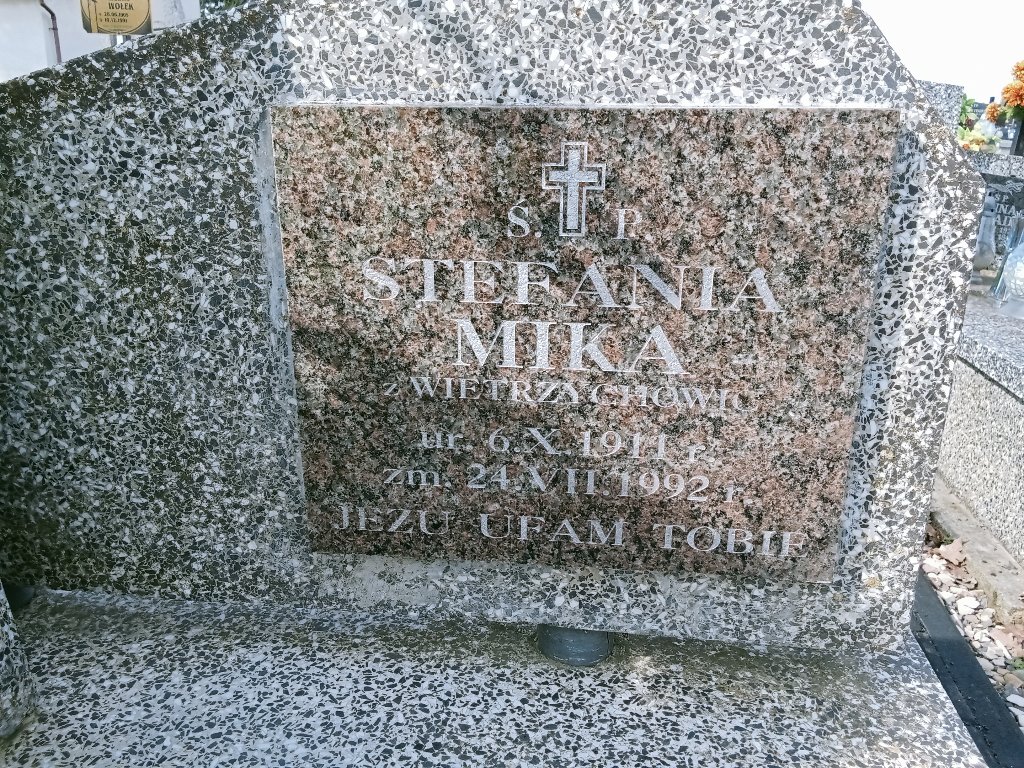 WOŁEK
Ś. P.
STEFANIA
MIKA
z WIETRZYCHOWIC
ur. 6.X.1911 r.
zm. 24.VII.1992 r.
JEZU UFAM TOBIE